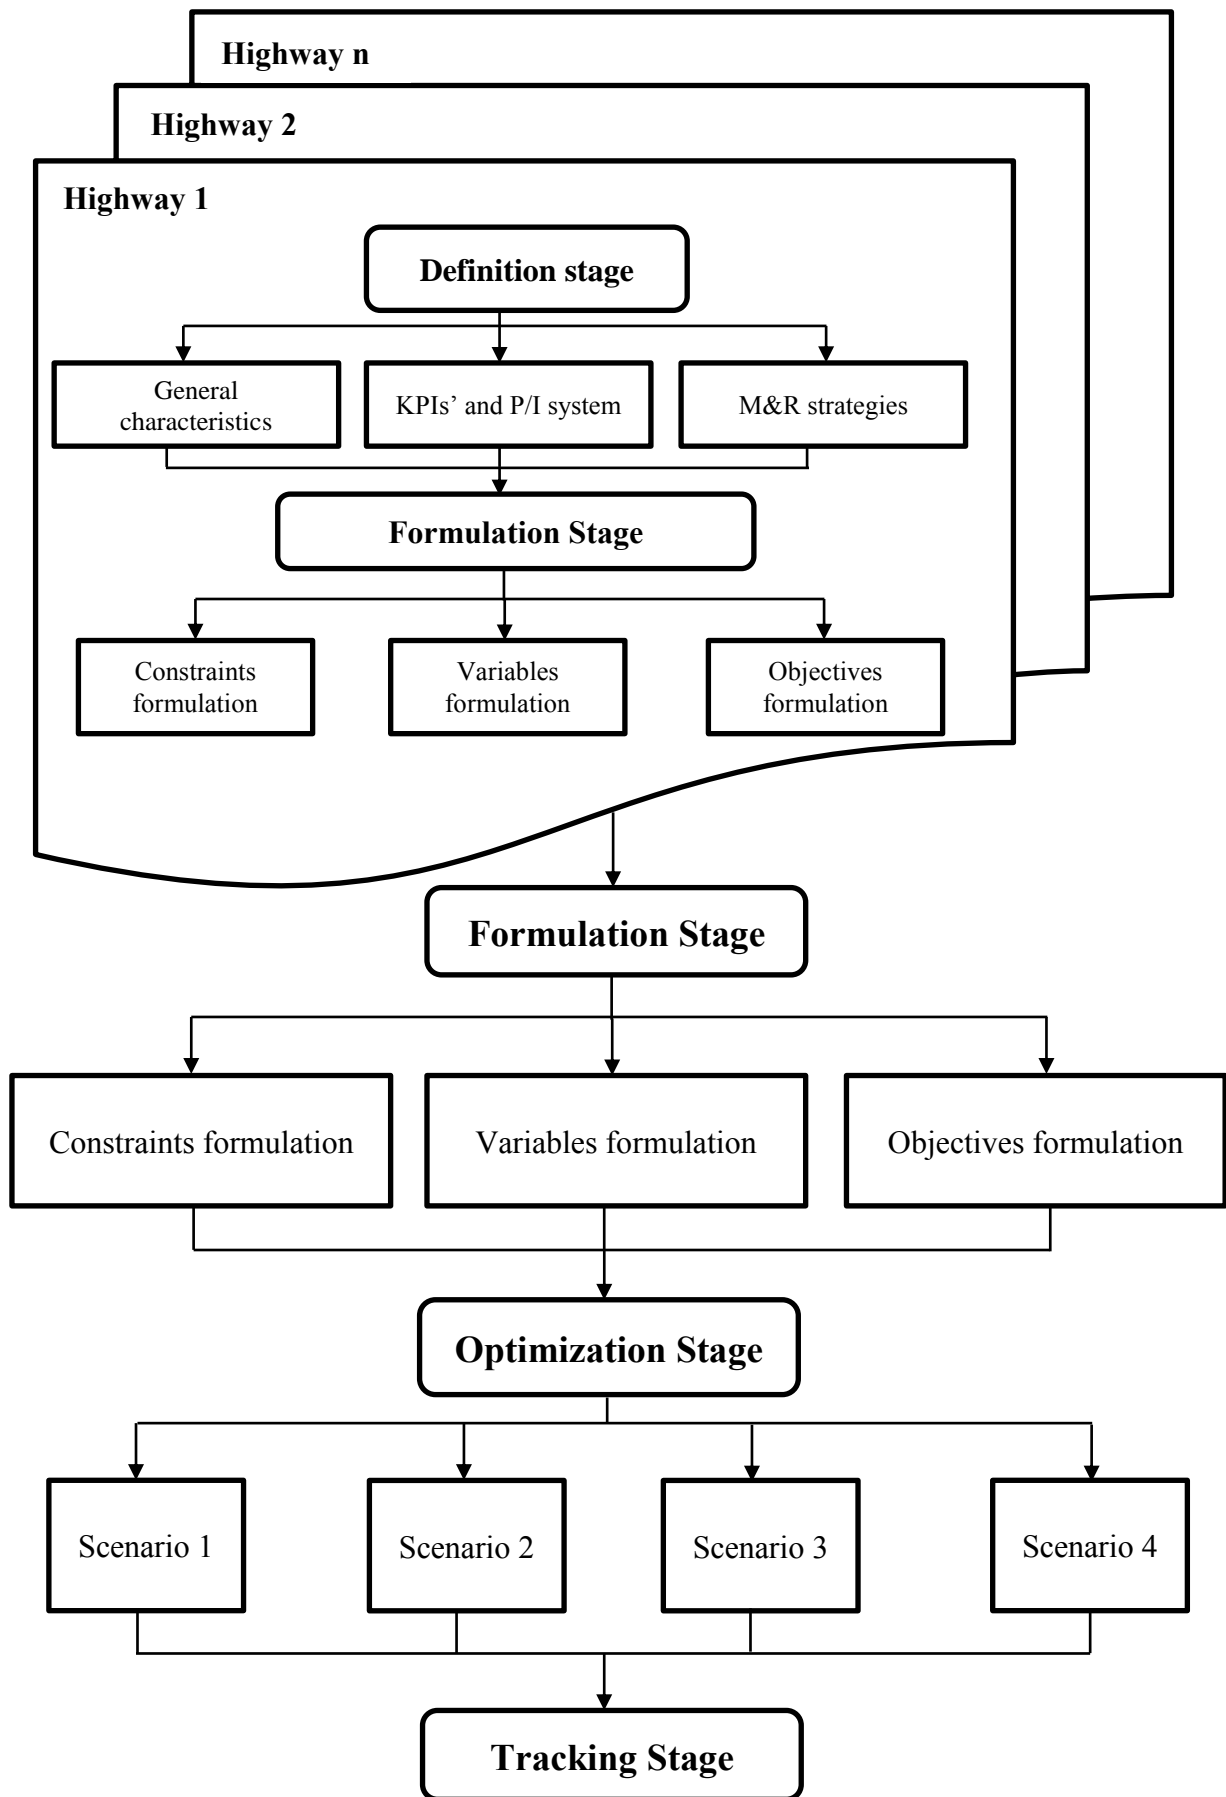 Highway n
Highway 2
Highway 1
Definition stage
General
characteristics
KPIs’ and P/I system
M&R strategies
Formulation Stage
Constraints
formulation
Variables
formulation
Objectives
formulation
Formulation Stage
Constraints formulation
Variables formulation
Objectives formulation
Optimization Stage
Scenario 1
Scenario 2
Scenario 3
Scenario 4
Tracking Stage